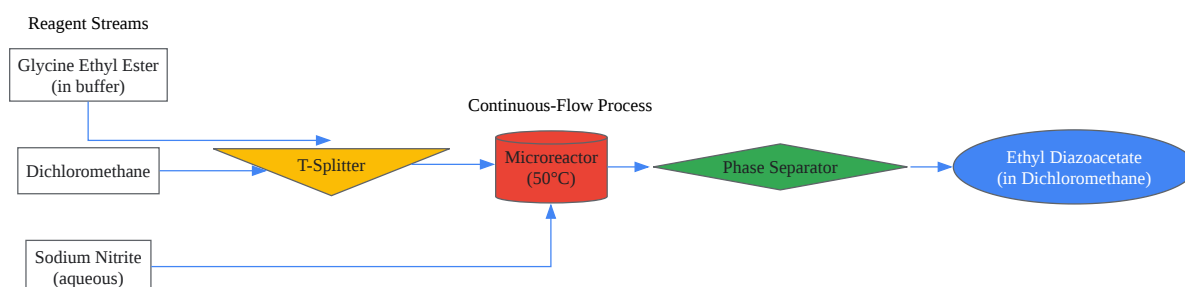 Reagent Streams
Glycine Ethyl Ester
(in buffer)
Continuous-Flow Process
Dichloromethane
T-Splitter
Microreactor
(50°C)
Phase Separator
Ethyl Diazoacetate
(in Dichloromethane)
Sodium Nitrite
(aqueous)